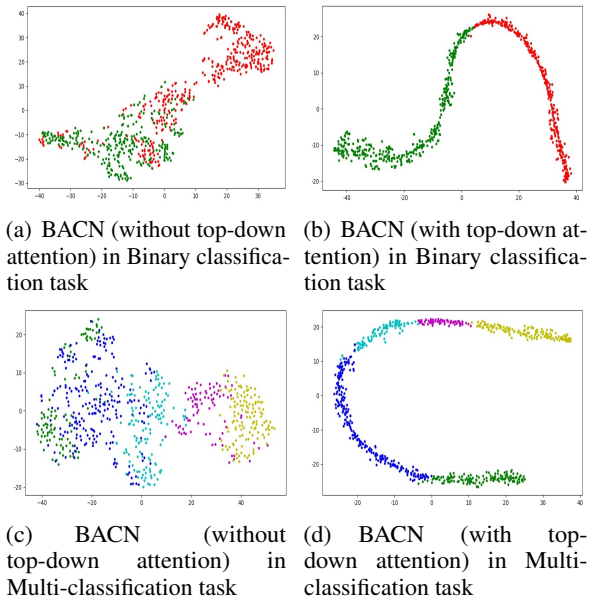 40
30
20
10
0
−10
−20
−30
−40 −30 −20 −10 0 10 20 30
20
10
0
−10
−20
−40 −20 0 20 40
(a) BACN (without top-down
attention) in Binary classifica-
tion task
(b) BACN (with top-down at-
tention) in Binary classifica-
tion task
20
10
0
−10
−20
−40 −20 0 20 40
20
10
0
−10
−20
−30 −20 −10 0 10 20 30 40
(c) BACN (without
top-down attention) in
Multi-classification task
(d) BACN (with top-
down attention) in Multi-
classification task